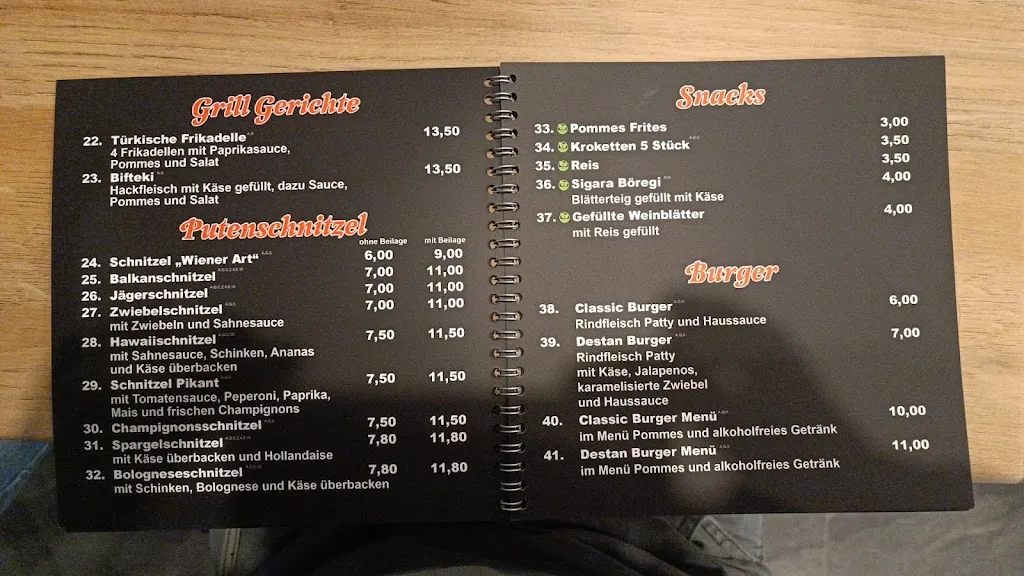 Grill Gerichte
22. Türkische Frikadelle 13,50
4 Frikadellen mit Paprikasauce,
Pommes und Salat
23. Bifteki 13,50
Hackfleisch mit Käse gefüllt, dazu Sauce,
Pommes und Salat
Putenschnitzel
ohne Beilage mit Beilage
24. Schnitzel „Wiener Art“ 6,00 9,00
25. Balkanschnitzel 7,00 11,00
26. Jägerschnitzel 7,00 11,00
27. Zwiebelschnitzel 7,00 11,00
mit Zwiebeln und Sahnesauce
28. Hawaiischnitzel 7,50 11,50
mit Sahnesauce, Schinken, Ananas
und Käse überbacken
29. Schnitzel Pikant 7,50 11,50
mit Tomatensauce, Peperoni, Paprika,
Mais und frischen Champignons
30. Champignonsschnitzel 7,50 11,50
31. Spargelschnitzel 7,80 11,80
mit Käse überbacken und Hollandaise
32. Bologneseschnitzel 7,80 11,80
mit Schinken, Bolognese und Käse überbacken
Snacks
33. Pommes Frites 3,00
34. Kroketten 5 Stück 3,50
35. Reis 3,50
36. Sigara Böregi 4,00
Blätterteig gefüllt mit Käse
37. Gefüllte Weinblätter 4,00
mit Reis gefüllt
Burger
38. Classic Burger 6,00
Rindfleisch Patty und Haussauce
39. Destan Burger 7,00
Rindfleisch Patty
mit Käse, Jalapenos,
karamelisierte Zwiebel
und Haussauce
40. Classic Burger Menü 10,00
im Menü Pommes und alkoholfreies Getränk
41. Destan Burger Menü 11,00
im Menü Pommes und alkoholfreies Getränk